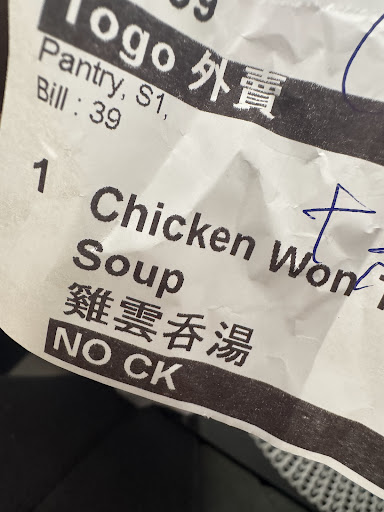 Togo 外賣
Pantry, S1,
Bill : 39
1 Chicken Won
Soup
雞雲吞湯
NO CK